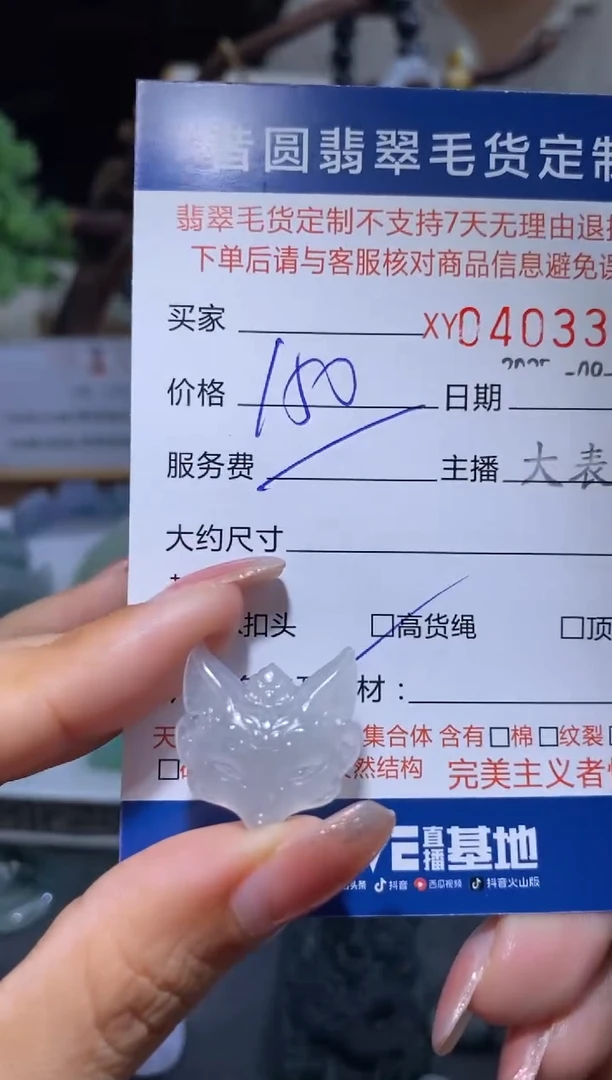 昔圆翡翠毛货定制
翡翠毛货定制不支持7天无理由退
下单后请与客服核对商品信息避免
买家
XY04033
价格 180 日期
服务费 主播 大表
大约尺寸
扣头 □高货绳 □顶
材：
天 集合体 含有□棉 □纹裂
□ 然结构 完美主义者
VE直播基地
头条 抖音 西瓜视频 抖音火山版